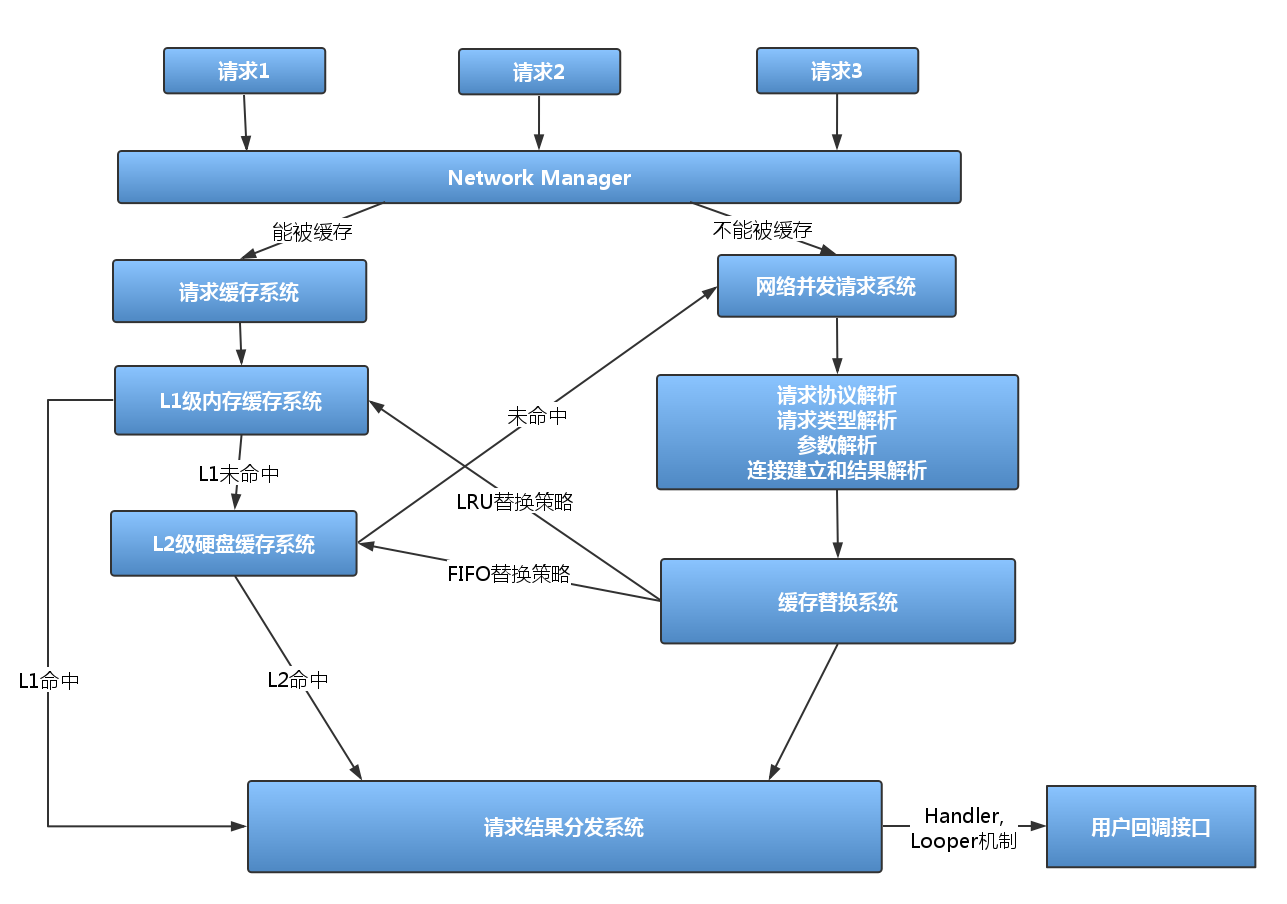 请求1
请求2
请求3
Network Manager
能被缓存
不能被缓存
请求缓存系统
网络并发请求系统
L1级内存缓存系统
请求协议解析
请求类型解析
参数解析
连接建立和结果解析
未命中
L1未命中
LRU替换策略
L2级硬盘缓存系统
FIFO替换策略
缓存替换系统
L1命中
L2命中
请求结果分发系统
Handler,
Looper机制
用户回调接口